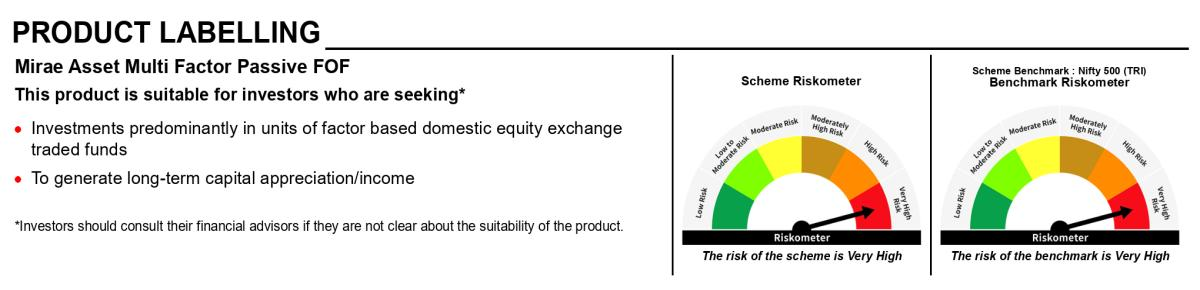 PRODUCT LABELLING
Mirae Asset Multi Factor Passive FOF
This product is suitable for investors who are seeking*
Investments predominantly in units of factor based domestic equity exchange
traded funds
To generate long-term capital appreciation/income
*Investors should consult their financial advisors if they are not clear about the suitability of the product.
Scheme Riskometer
Low Risk
Low to
Moderate Risk
Moderate Risk
Moderately
High Risk
High Risk
Very High
Risk
Riskometer
The risk of the scheme is Very High
Scheme Benchmark : Nifty 500 (TRI)
Benchmark Riskometer
Low Risk
Low to
Moderate Risk
Moderate Risk
Moderately
High Risk
High Risk
Very High
Risk
Riskometer
The risk of the benchmark is Very High